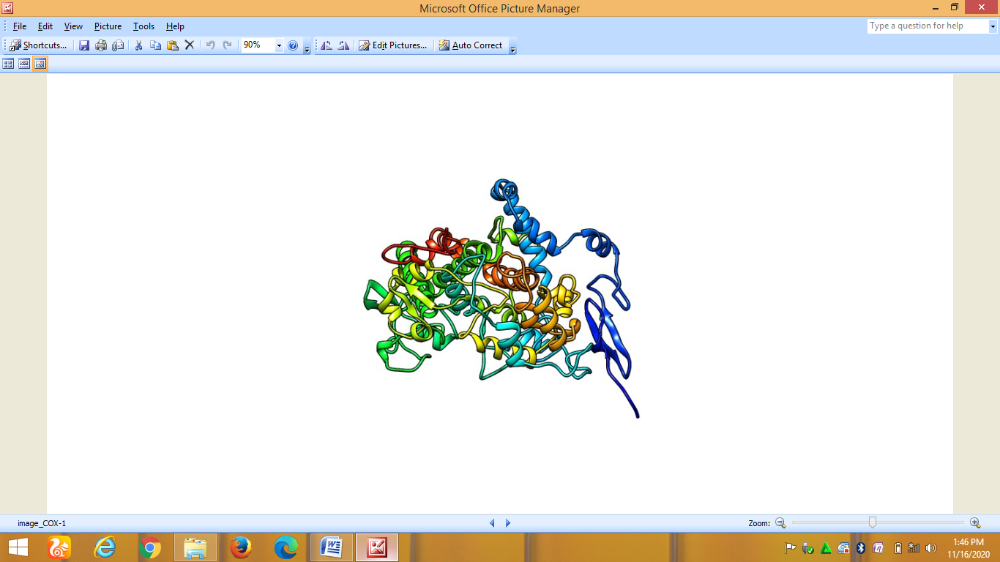 Microsoft Office Picture Manager
File Edit View Picture Tools Help
Type a question for help
Shortcuts... 90% Edit Pictures... Auto Correct
image_COX-1
Zoom:
1:46 PM
11/16/2020